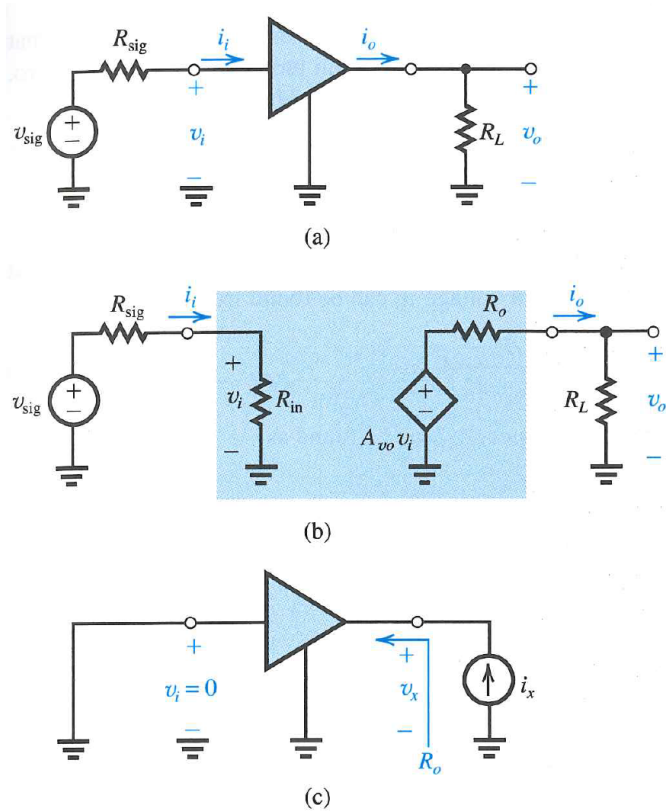 R_sig i_i i_o
v_sig + − + v_i − R_L + v_o −
(a)
R_sig i_i R_o i_o
v_sig + − + v_i − R_in + − A_vo v_i R_L + v_o −
(b)
+ v_i = 0 − + v_x − i_x
R_o
(c)